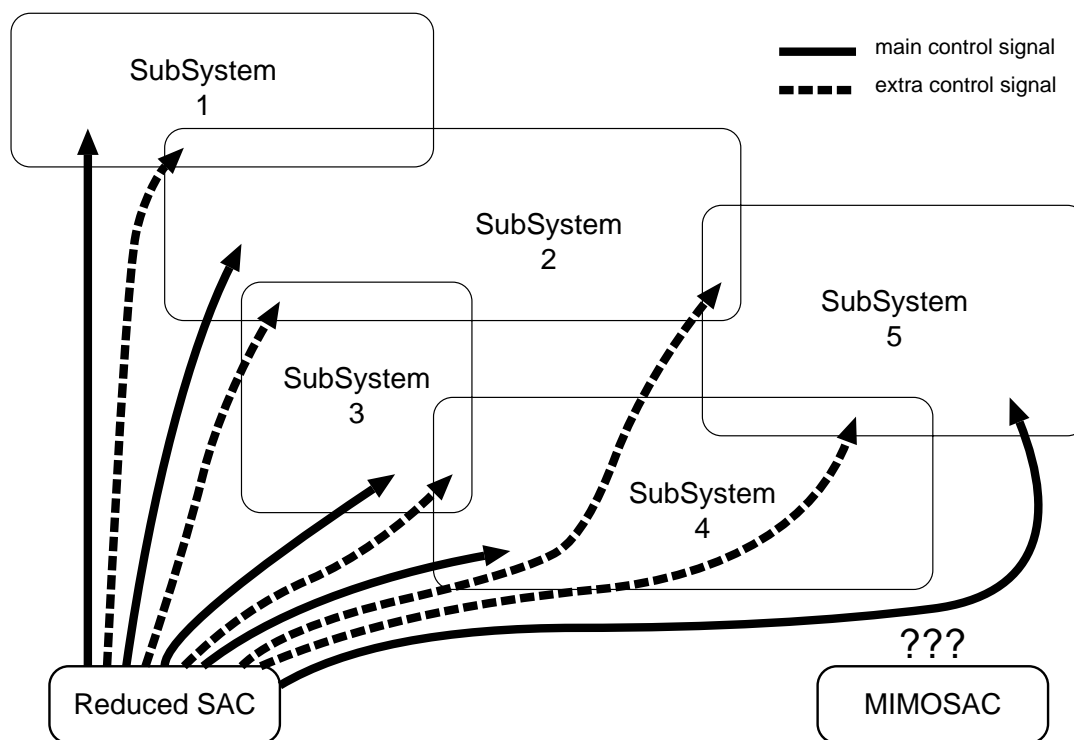 SubSystem
1
main control signal
extra control signal
SubSystem
2
SubSystem
5
SubSystem
3
SubSystem
4
???
Reduced SAC
MIMOSAC